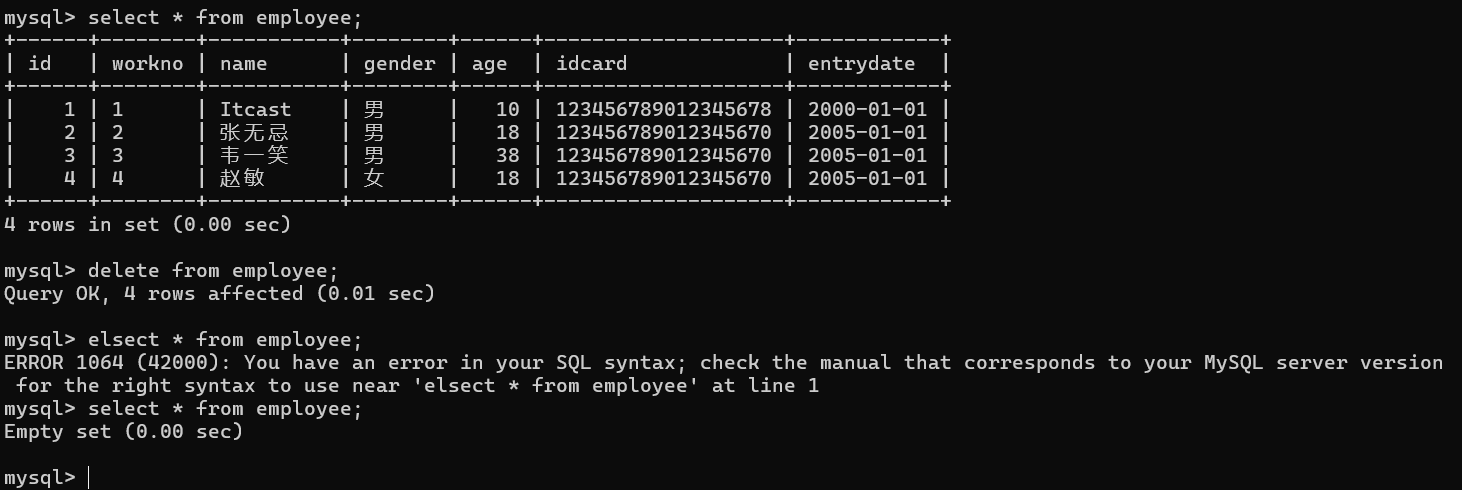 mysql> select * from employee;
+------+--------+-----------+--------+------+--------------------+------------+
| id   | workno | name      | gender | age  | idcard             | entrydate  |
+------+--------+-----------+--------+------+--------------------+------------+
|    1 | 1      | Itcast    | 男     |   10 | 123456789012345678 | 2000-01-01 |
|    2 | 2      | 张无忌    | 男     |   18 | 123456789012345670 | 2005-01-01 |
|    3 | 3      | 韦一笑    | 男     |   38 | 123456789012345670 | 2005-01-01 |
|    4 | 4      | 赵敏      | 女     |   18 | 123456789012345670 | 2005-01-01 |
+------+--------+-----------+--------+------+--------------------+------------+
4 rows in set (0.00 sec)

mysql> delete from employee;
Query OK, 4 rows affected (0.01 sec)

mysql> elsect * from employee;
ERROR 1064 (42000): You have an error in your SQL syntax; check the manual that corresponds to your MySQL server version
 for the right syntax to use near 'elsect * from employee' at line 1
mysql> select * from employee;
Empty set (0.00 sec)

mysql>